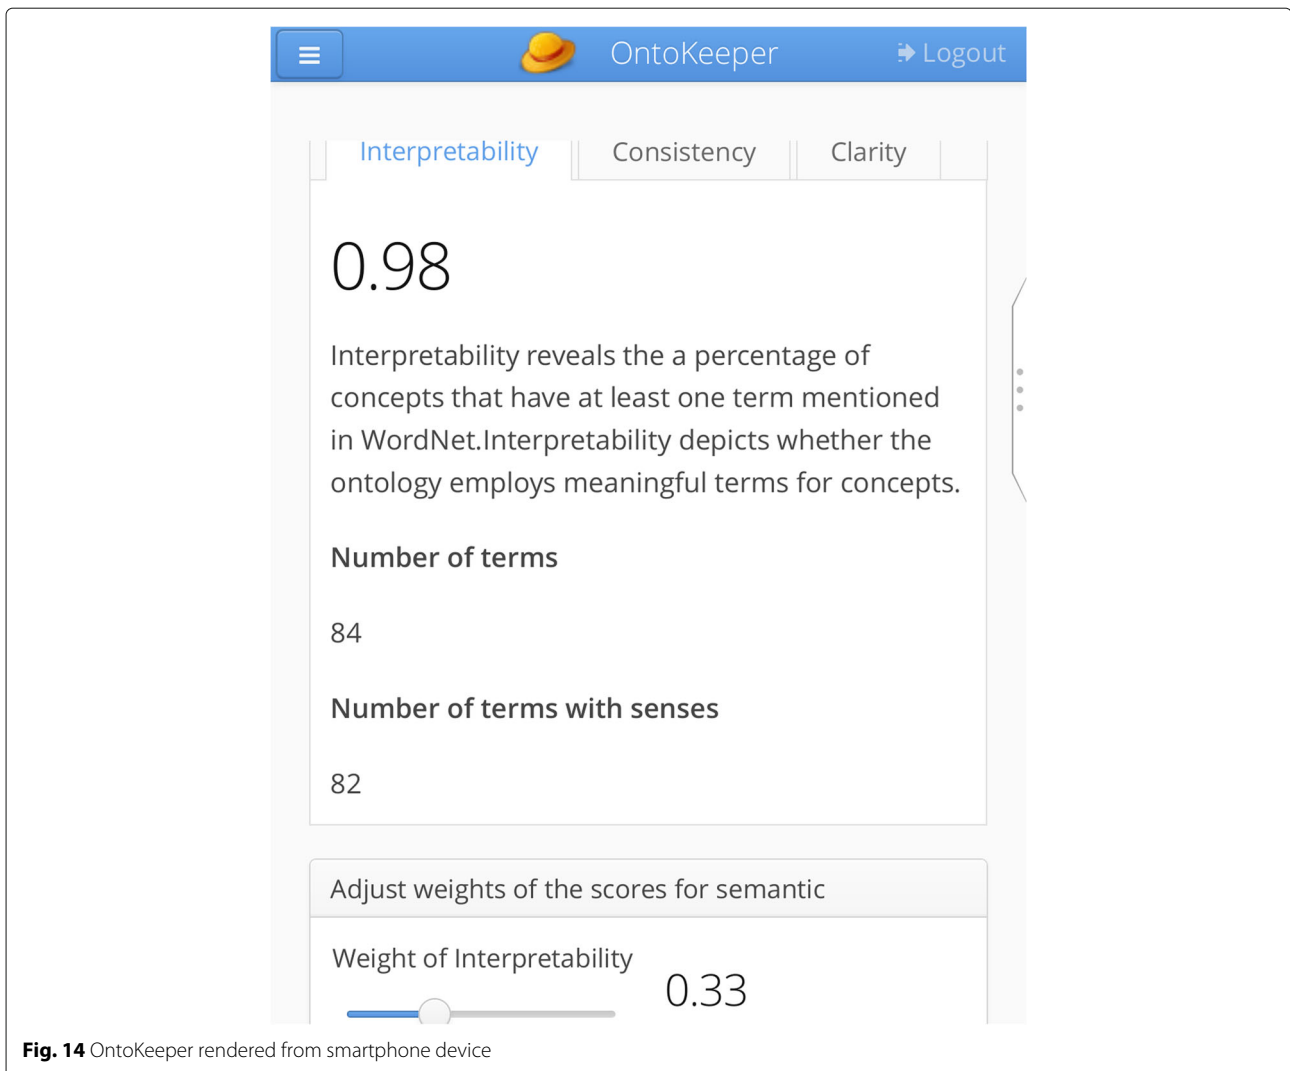 OntoKeeper
Logout
Interpretability
Consistency
Clarity
0.98
Interpretability reveals the a percentage of
concepts that have at least one term mentioned
in WordNet.Interpretability depicts whether the
ontology employs meaningful terms for concepts.
Number of terms
84
Number of terms with senses
82
Adjust weights of the scores for semantic
Weight of Interpretability
0.33
Fig. 14 OntoKeeper rendered from smartphone device